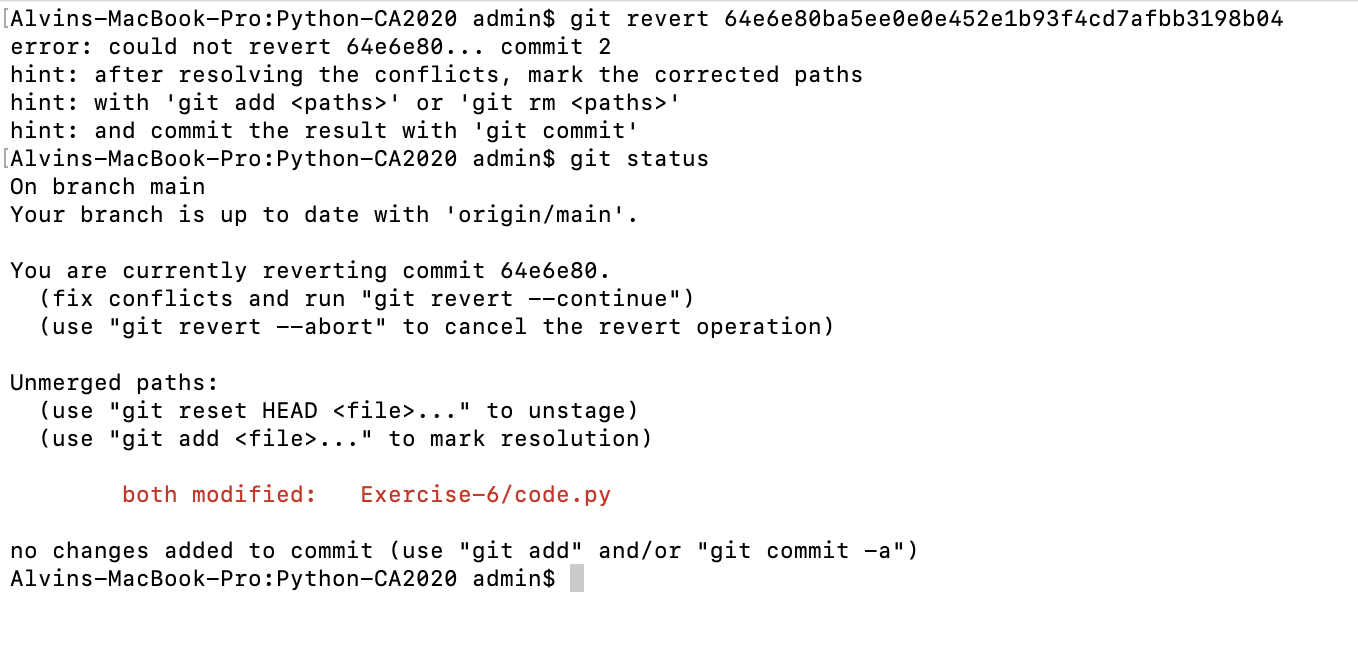 [Alvins-MacBook-Pro:Python-CA2020 admin$ git revert 64e6e80ba5ee0e0e452e1b93f4cd7afbb3198b04
error: could not revert 64e6e80... commit 2
hint: after resolving the conflicts, mark the corrected paths
hint: with 'git add <paths>' or 'git rm <paths>'
hint: and commit the result with 'git commit'
[Alvins-MacBook-Pro:Python-CA2020 admin$ git status
On branch main
Your branch is up to date with 'origin/main'.

You are currently reverting commit 64e6e80.
  (fix conflicts and run "git revert --continue")
  (use "git revert --abort" to cancel the revert operation)

Unmerged paths:
  (use "git reset HEAD <file>..." to unstage)
  (use "git add <file>..." to mark resolution)

        both modified:   Exercise-6/code.py

no changes added to commit (use "git add" and/or "git commit -a")
Alvins-MacBook-Pro:Python-CA2020 admin$